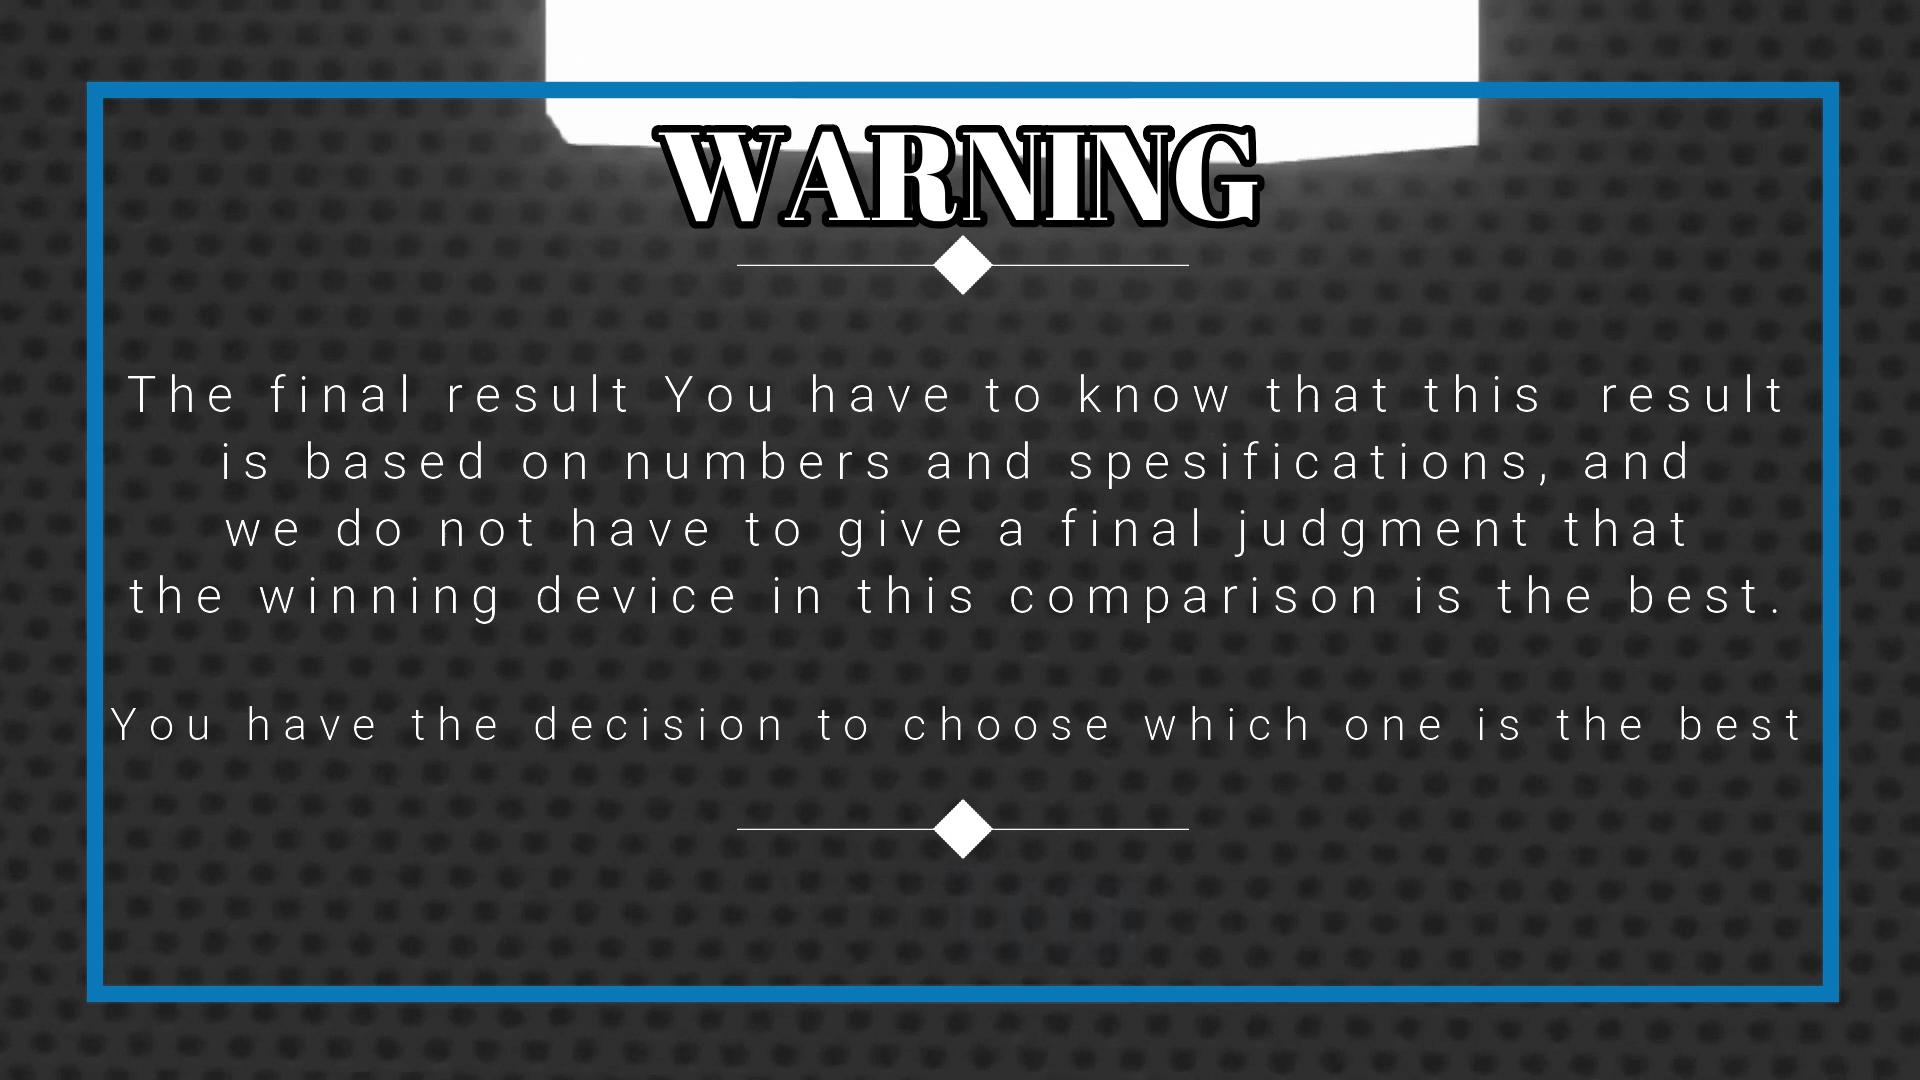 WARNING
The final result You have to know that this result
is based on numbers and spesifications, and
we do not have to give a final judgment that
the winning device in this comparison is the best.
You have the decision to choose which one is the best